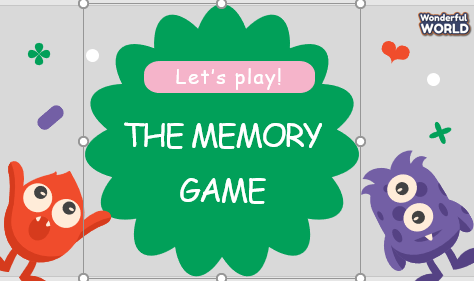 Wonderful
WORLD
Let's play!
THE MEMORY
GAME